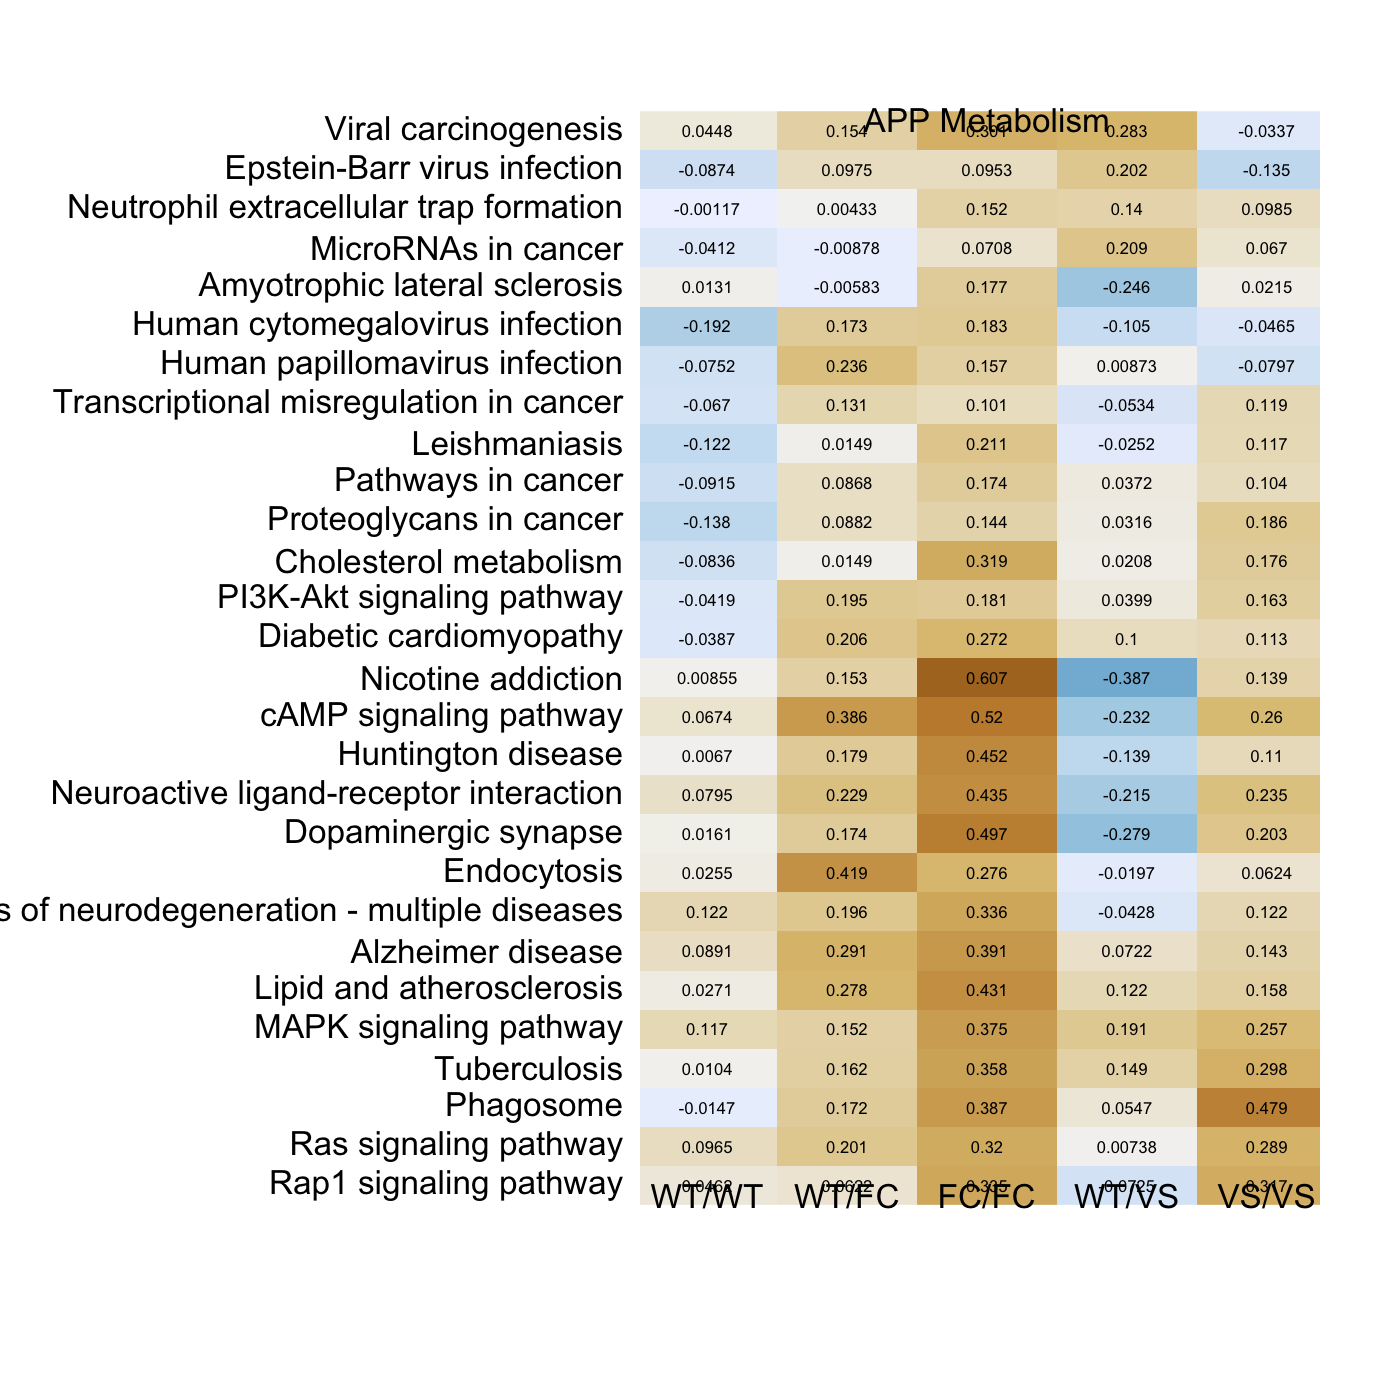 APP Metabolism
Viral carcinogenesis 0.0448 0.154 0.301 0.283 -0.0337
Epstein-Barr virus infection -0.0874 0.0975 0.0953 0.202 -0.135
Neutrophil extracellular trap formation -0.00117 0.00433 0.152 0.14 0.0985
MicroRNAs in cancer -0.0412 -0.00878 0.0708 0.209 0.067
Amyotrophic lateral sclerosis 0.0131 -0.00583 0.177 -0.246 0.0215
Human cytomegalovirus infection -0.192 0.173 0.183 -0.105 -0.0465
Human papillomavirus infection -0.0752 0.236 0.157 0.00873 -0.0797
Transcriptional misregulation in cancer -0.067 0.131 0.101 -0.0534 0.119
Leishmaniasis -0.122 0.0149 0.211 -0.0252 0.117
Pathways in cancer -0.0915 0.0868 0.174 0.0372 0.104
Proteoglycans in cancer -0.138 0.0882 0.144 0.0316 0.186
Cholesterol metabolism -0.0836 0.0149 0.319 0.0208 0.176
PI3K-Akt signaling pathway -0.0419 0.195 0.181 0.0399 0.163
Diabetic cardiomyopathy -0.0387 0.206 0.272 0.1 0.113
Nicotine addiction 0.00855 0.153 0.607 -0.387 0.139
cAMP signaling pathway 0.0674 0.386 0.52 -0.232 0.26
Huntington disease 0.0067 0.179 0.452 -0.139 0.11
Neuroactive ligand-receptor interaction 0.0795 0.229 0.435 -0.215 0.235
Dopaminergic synapse 0.0161 0.174 0.497 -0.279 0.203
Endocytosis 0.0255 0.419 0.276 -0.0197 0.0624
s of neurodegeneration - multiple diseases 0.122 0.196 0.336 -0.0428 0.122
Alzheimer disease 0.0891 0.291 0.391 0.0722 0.143
Lipid and atherosclerosis 0.0271 0.278 0.431 0.122 0.158
MAPK signaling pathway 0.117 0.152 0.375 0.191 0.257
Tuberculosis 0.0104 0.162 0.358 0.149 0.298
Phagosome -0.0147 0.172 0.387 0.0547 0.479
Ras signaling pathway 0.0965 0.201 0.32 0.00738 0.289
Rap1 signaling pathway 0.0462 0.0622 0.335 -0.0725 0.317
WT/WT WT/FC FC/FC WT/VS VS/VS